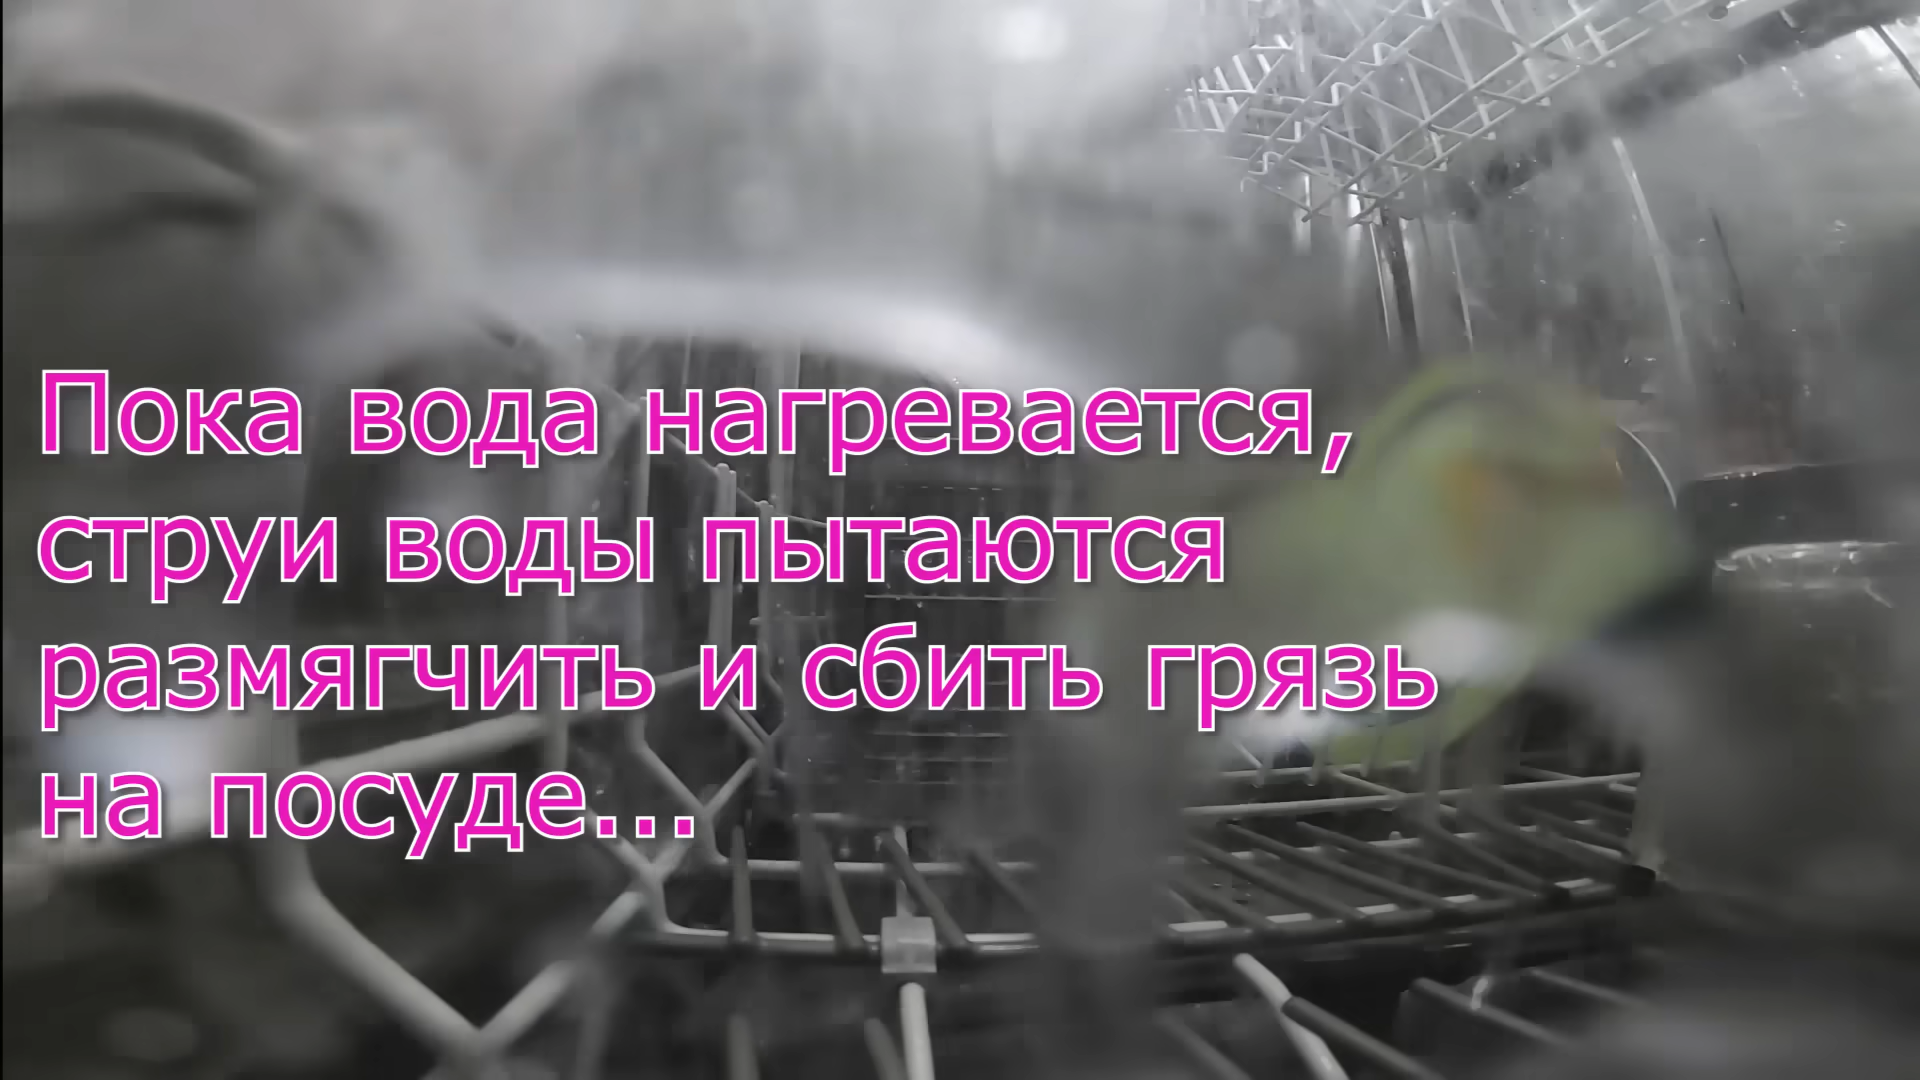 Пока вода нагревается,
струи воды пытаются
размягчить и сбить грязь
на посуде...